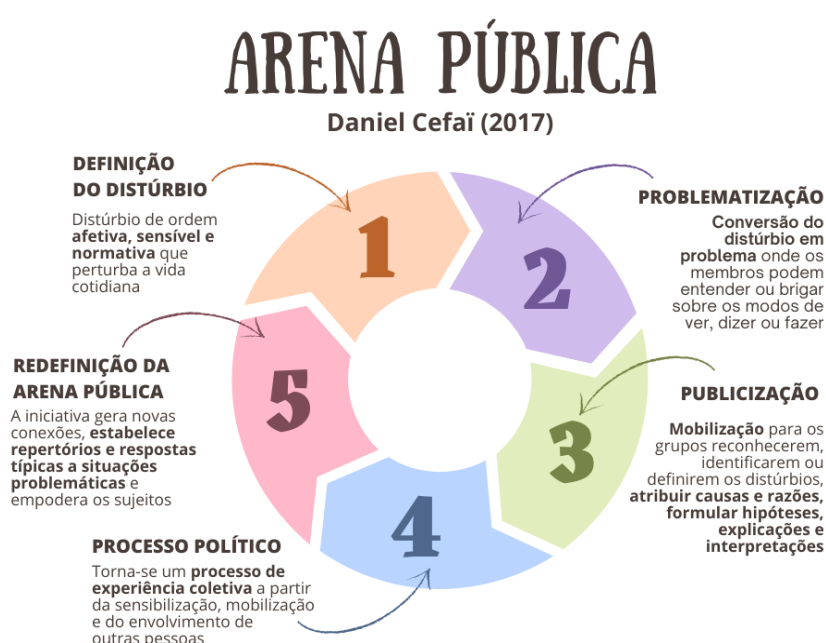 ARENA PÚBLICA
Daniel Cefaï (2017)
DEFINIÇÃO
DO DISTÚRBIO
Distúrbio de ordem
afetiva, sensível e
normativa que
perturba a vida
cotidiana
1
PROBLEMATIZAÇÃO
Conversão do
distúrbio em
problema onde os
membros podem
entender ou brigar
sobre os modos de
ver, dizer ou fazer
2
PUBLICIZAÇÃO
Mobilização para os
grupos reconhecerem,
identificarem ou
definirem os distúrbios,
atribuir causas e razões,
formular hipóteses,
explicações e
interpretações
3
PROCESSO POLÍTICO
Torna-se um processo de
experiência coletiva a partir
da sensibilização, mobilização
e do envolvimento de
outras pessoas
4
REDEFINIÇÃO DA
ARENA PÚBLICA
A iniciativa gera novas
conexões, estabelece
repertórios e respostas
típicas a situações
problemáticas e
empodera os sujeitos
5